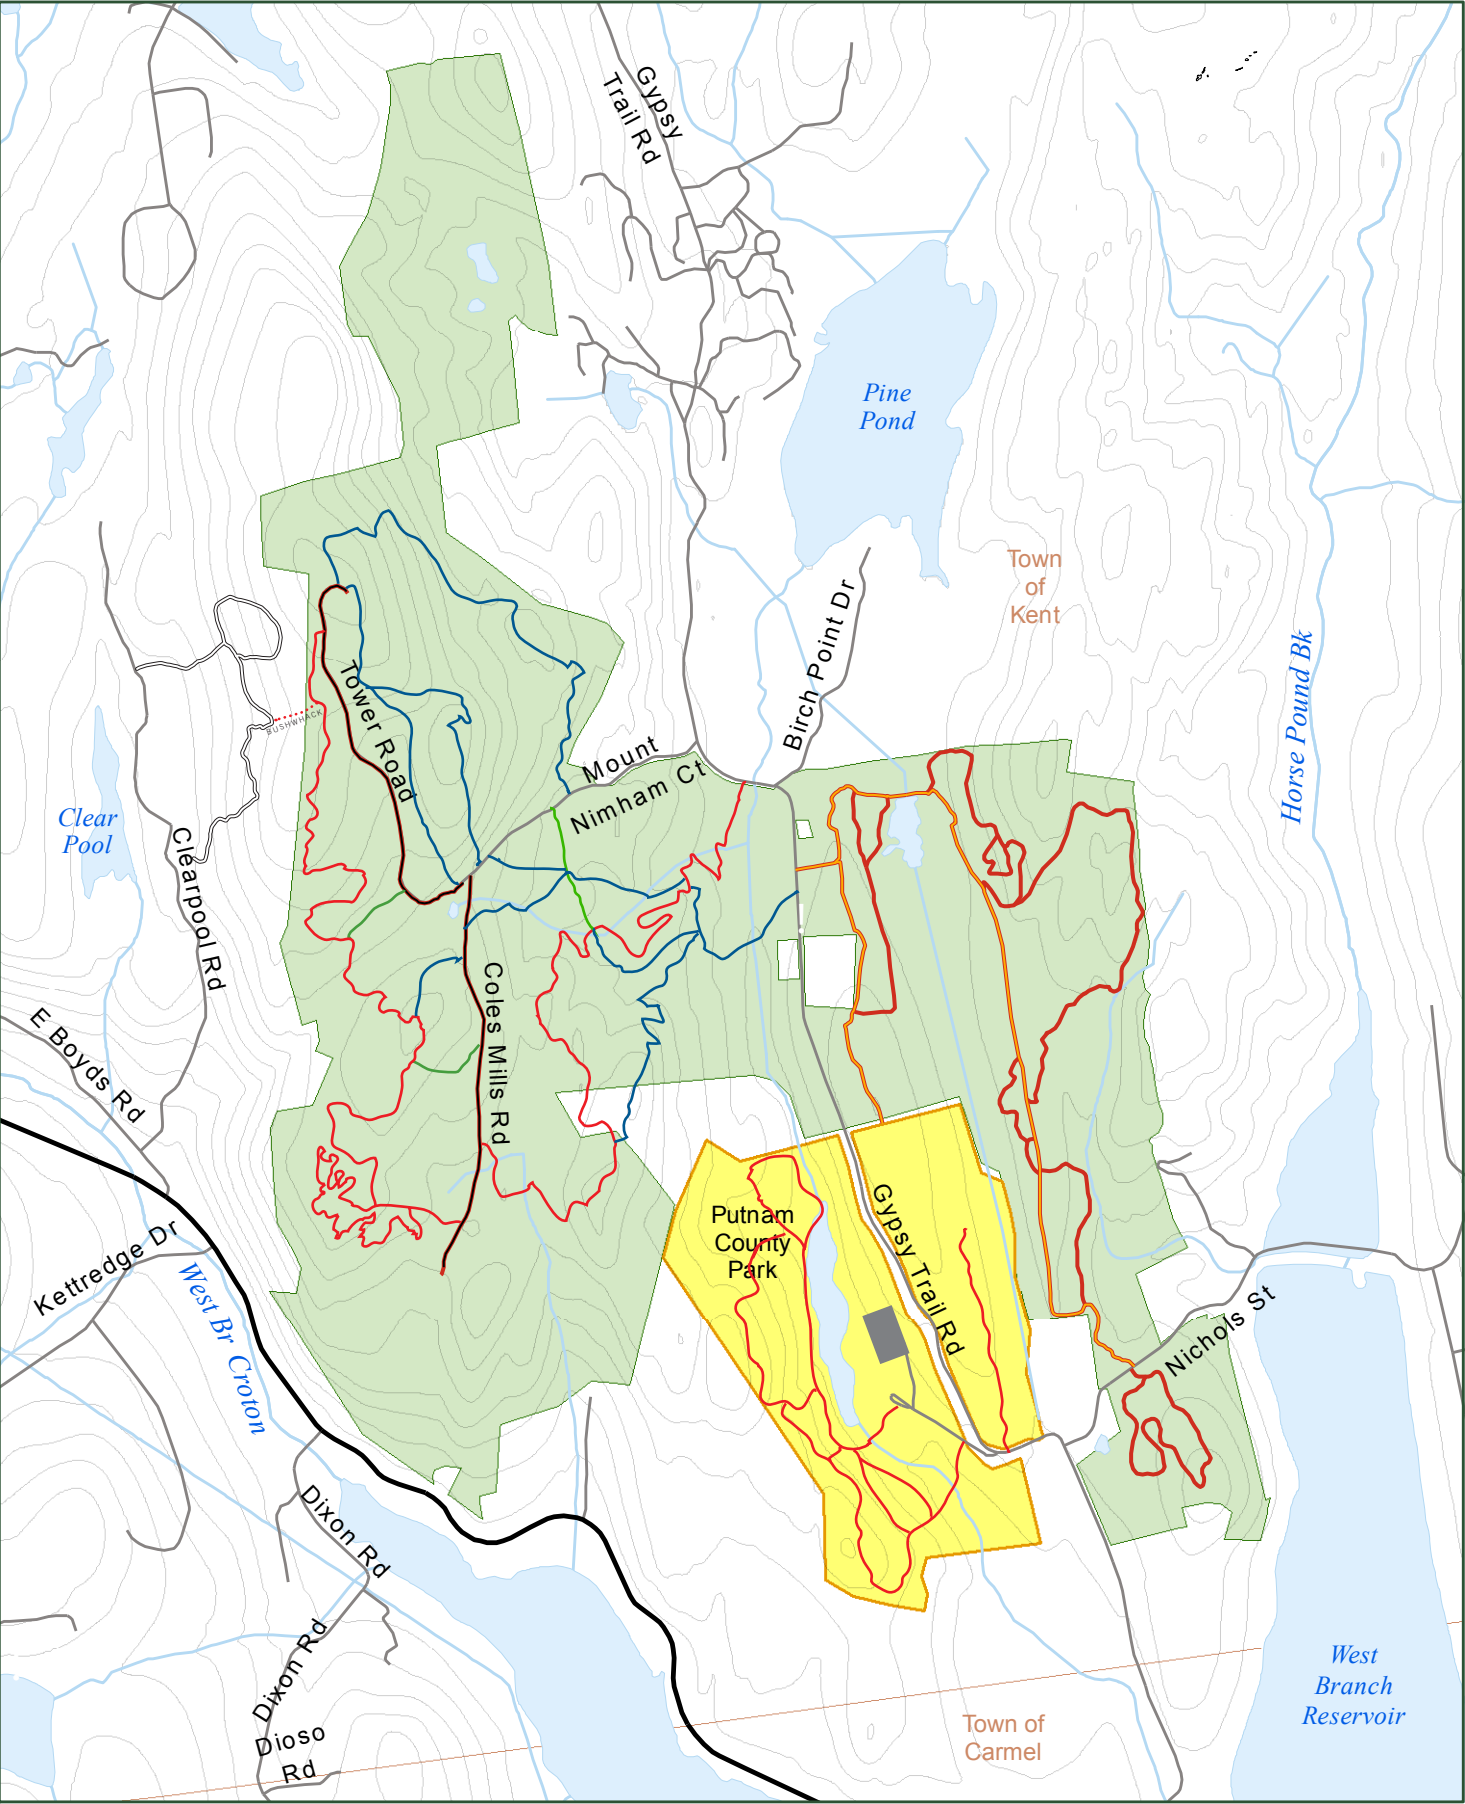 Gypsy
Trail Rd
Pine
Pond
Town
of
Kent
Birch Point Dr
Horse Pound Bk
Tower Road
BUSHWHACK
Mount
Nimham Ct
Clear
Pool
Clearpool Rd
Coles Mills Rd
E Boyds Rd
Kettredge Dr
West Br Croton
Putnam
County
Park
Gypsy Trail Rd
Nichols St
Dixon Rd
Dixon Rd
Dioso
Rd
Town of
Carmel
West
Branch
Reservoir